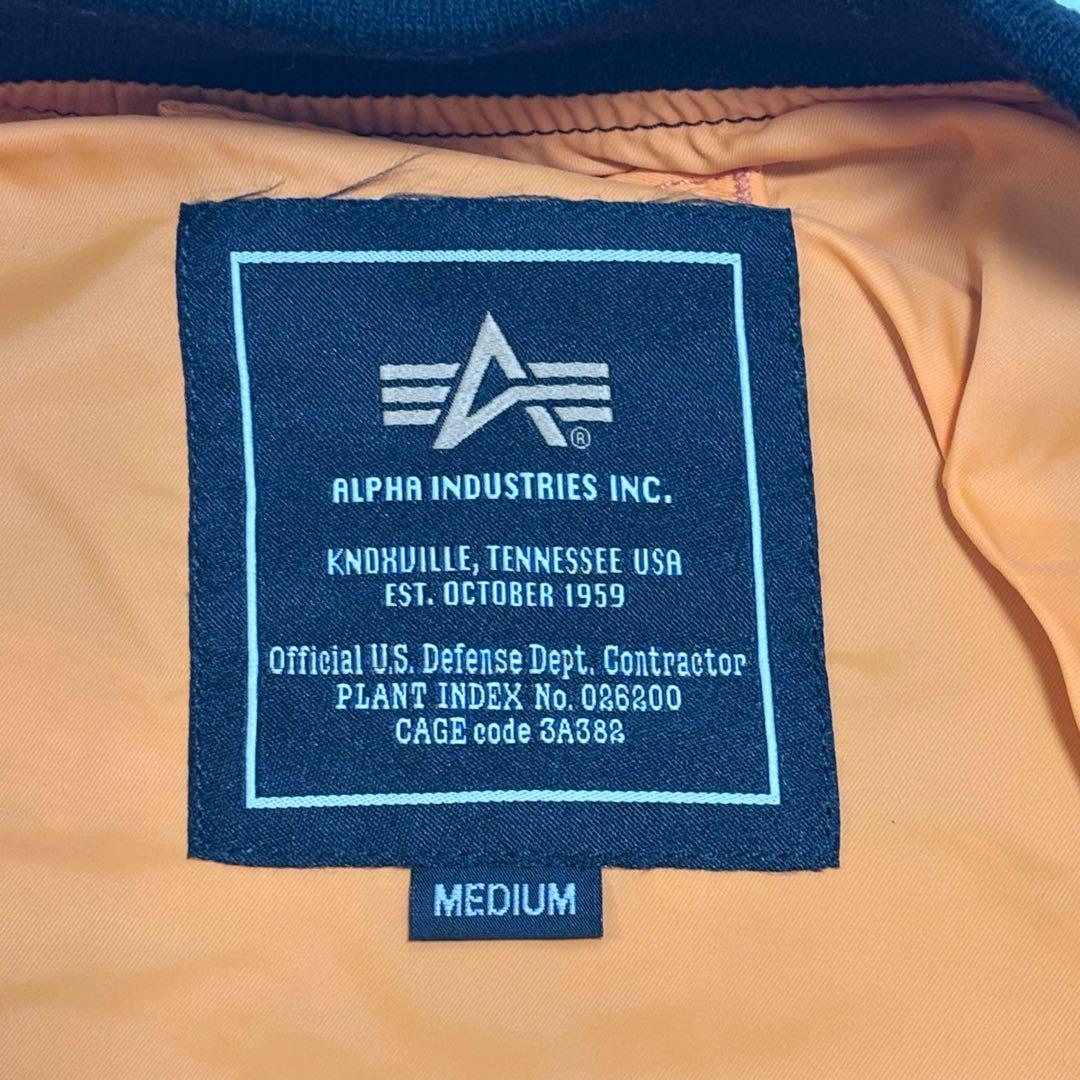 ®
ALPHA INDUSTRIES INC.
KNOXVILLE, TENNESSEE USA
EST. OCTOBER 1959
Official U.S. Defense Dept. Contractor
PLANT INDEX No. 026200
CAGE code 3A382
MEDIUM